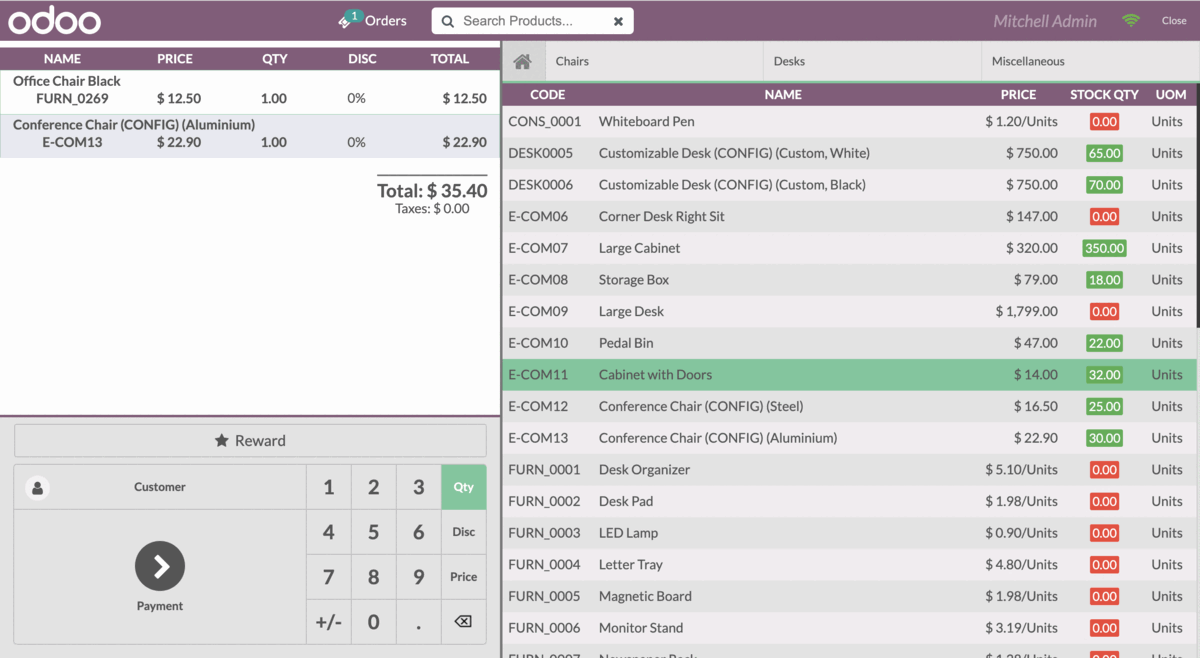 odoo
1 Orders
Search Products...
Mitchell Admin
Close
NAME PRICE QTY DISC TOTAL
Office Chair Black
FURN_0269 $ 12.50 1.00 0% $ 12.50
Conference Chair (CONFIG) (Aluminium)
E-COM13 $ 22.90 1.00 0% $ 22.90
Total: $ 35.40
Taxes: $ 0.00
Reward
Customer
Payment
1 2 3 Qty
4 5 6 Disc
7 8 9 Price
+/- 0 .
Chairs Desks Miscellaneous
CODE NAME PRICE STOCK QTY UOM
CONS_0001 Whiteboard Pen $ 1.20/Units 0.00 Units
DESK0005 Customizable Desk (CONFIG) (Custom, White) $ 750.00 65.00 Units
DESK0006 Customizable Desk (CONFIG) (Custom, Black) $ 750.00 70.00 Units
E-COM06 Corner Desk Right Sit $ 147.00 0.00 Units
E-COM07 Large Cabinet $ 320.00 350.00 Units
E-COM08 Storage Box $ 79.00 18.00 Units
E-COM09 Large Desk $ 1,799.00 0.00 Units
E-COM10 Pedal Bin $ 47.00 22.00 Units
E-COM11 Cabinet with Doors $ 14.00 32.00 Units
E-COM12 Conference Chair (CONFIG) (Steel) $ 16.50 25.00 Units
E-COM13 Conference Chair (CONFIG) (Aluminium) $ 22.90 30.00 Units
FURN_0001 Desk Organizer $ 5.10/Units 0.00 Units
FURN_0002 Desk Pad $ 1.98/Units 0.00 Units
FURN_0003 LED Lamp $ 0.90/Units 0.00 Units
FURN_0004 Letter Tray $ 4.80/Units 0.00 Units
FURN_0005 Magnetic Board $ 1.98/Units 0.00 Units
FURN_0006 Monitor Stand $ 3.19/Units 0.00 Units